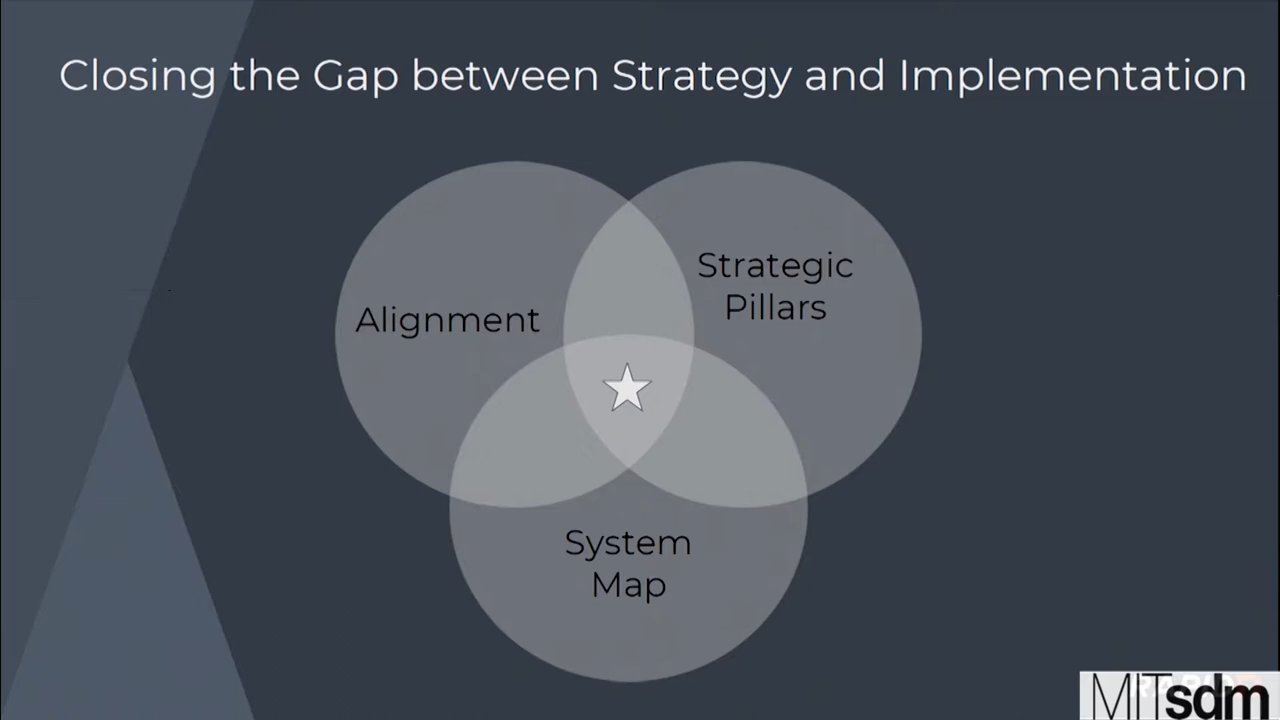 Closing the Gap between Strategy and Implementation
Strategic
Pillars
Alignment
System
Map
MITsdm